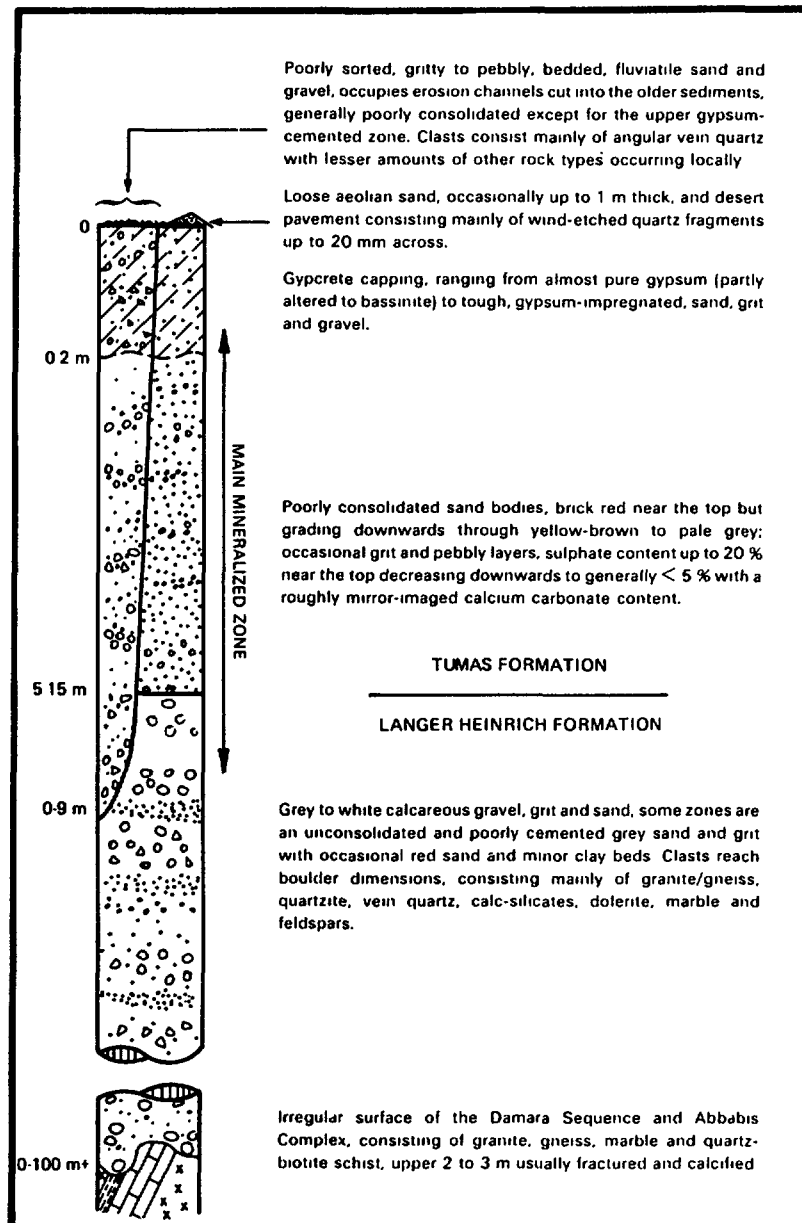 Poorly sorted, gritty to pebbly, bedded, fluviatile sand and
gravel, occupies erosion channels cut into the older sediments,
generally poorly consolidated except for the upper gypsum-
cemented zone. Clasts consist mainly of angular vein quartz
with lesser amounts of other rock types occurring locally
Loose aeolian sand, occasionally up to 1 m thick, and desert
pavement consisting mainly of wind-etched quartz fragments
up to 20 mm across.
0
Gypcrete capping, ranging from almost pure gypsum (partly
altered to bassinite) to tough, gypsum-impregnated, sand, grit
and gravel.
0 2 m
MAIN MINERALIZED ZONE
Poorly consolidated sand bodies, brick red near the top but
grading downwards through yellow-brown to pale grey;
occasional grit and pebbly layers, sulphate content up to 20 %
near the top decreasing downwards to generally < 5 % with a
roughly mirror-imaged calcium carbonate content.
TUMAS FORMATION
5 15 m
LANGER HEINRICH FORMATION
0-9 m
Grey to white calcareous gravel, grit and sand, some zones are
an unconsolidated and poorly cemented grey sand and grit
with occasional red sand and minor clay beds Clasts reach
boulder dimensions, consisting mainly of granite/gneiss,
quartzite, vein quartz, calc-silicates, dolerite, marble and
feldspars.
Irregular surface of the Damara Sequence and Abbabis
Complex, consisting of granite, gneiss, marble and quartz-
biotite schist, upper 2 to 3 m usually fractured and calcified
0-100 m+